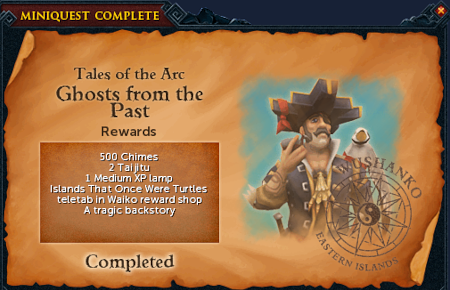 MINIQUEST COMPLETE
Tales of the Arc
Ghosts from the
Past
Rewards
500 Chimes
2 Taijitu
1 Medium XP lamp
Islands That Once Were Turtles
teletab in Waiko reward shop
A tragic backstory
Completed
WUSHANKO
EASTERN ISLANDS